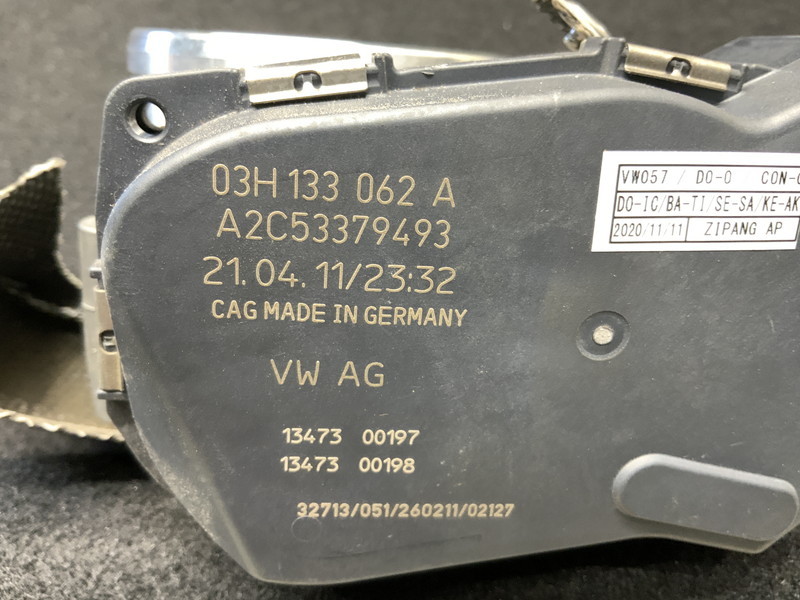 03H 133 062 A
A2C53379493
21.04.11/23:32
CAG MADE IN GERMANY
VW AG
13473 00197
13473 00198
32713/051/260211/02127
VW057 / DO-0 CON-
DO-IC/BA-TI/SE-SA/KE-AK
2020/11/11 ZIPANG AP